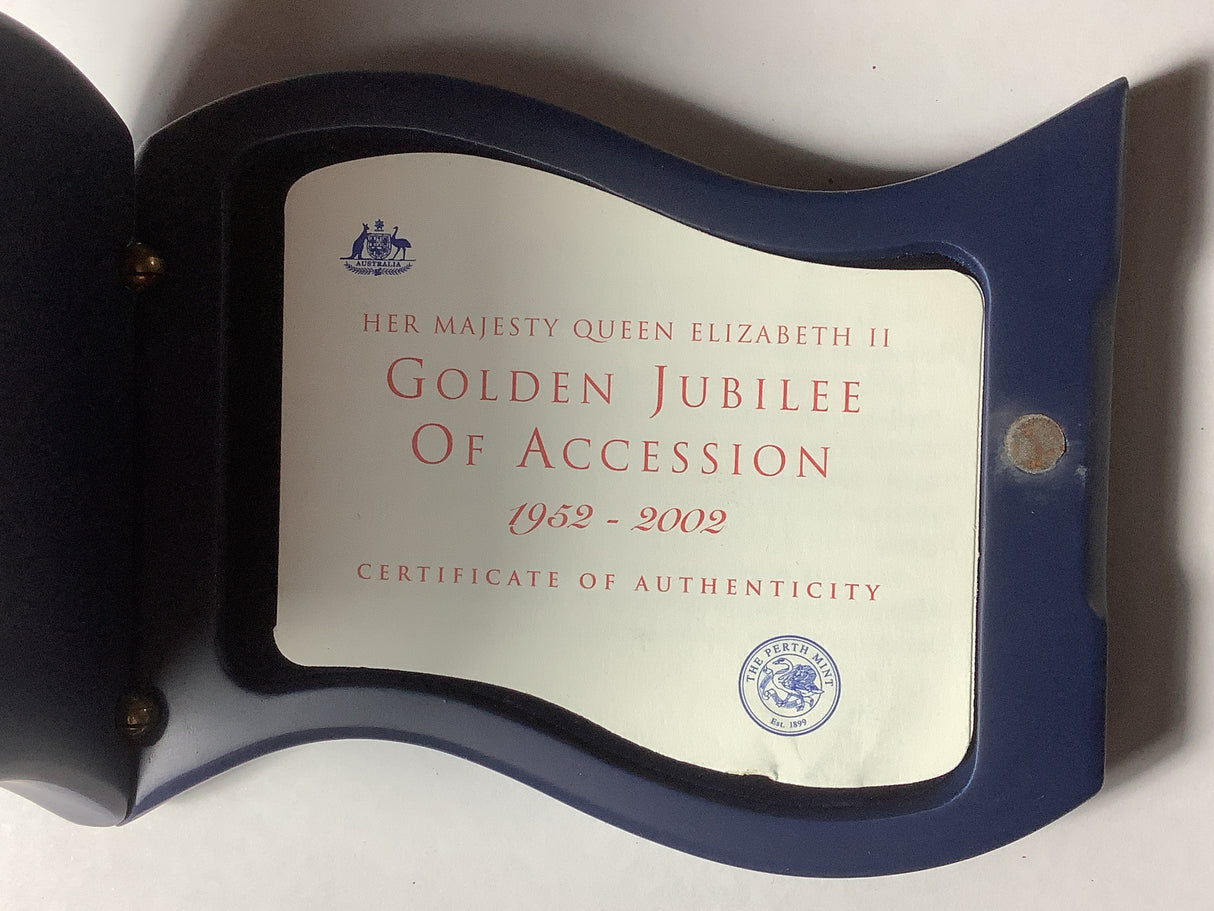 AUSTRALIA
HER MAJESTY QUEEN ELIZABETH II
GOLDEN JUBILEE
OF ACCESSION
1952 - 2002
CERTIFICATE OF AUTHENTICITY
THE PERTH MINT
Est. 1899